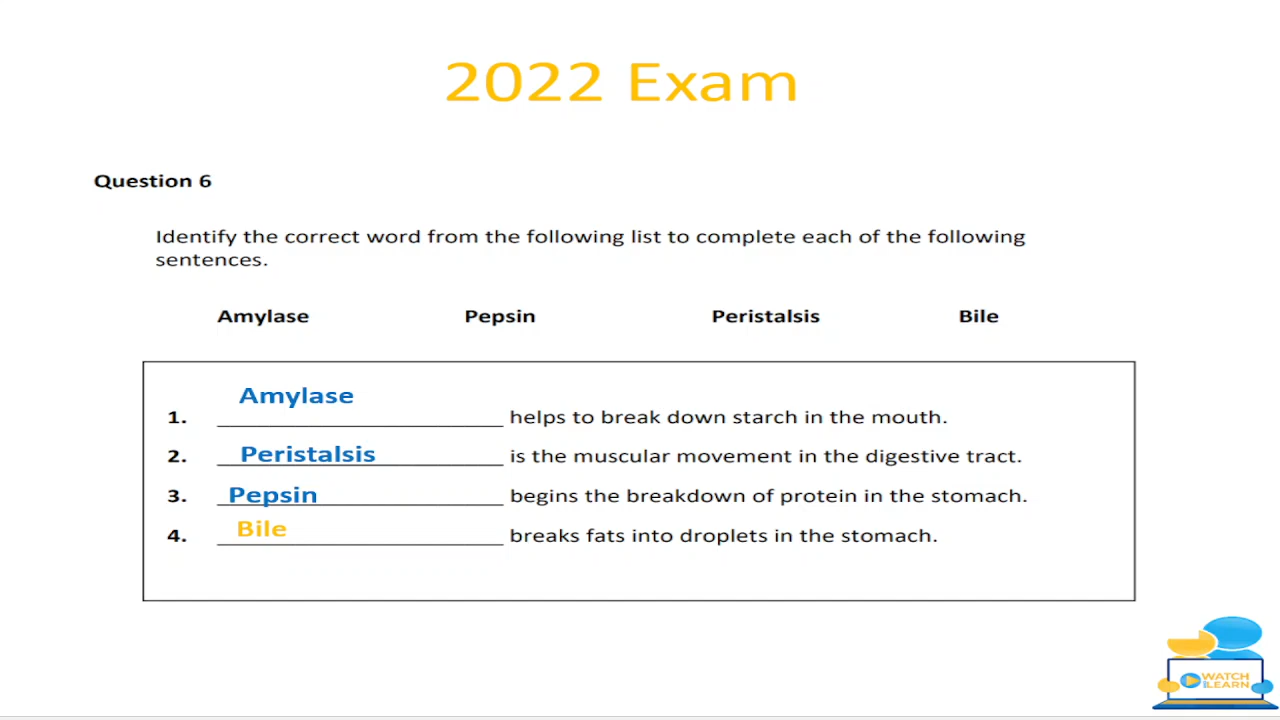 2022 Exam
Question 6
Identify the correct word from the following list to complete each of the following
sentences.
Amylase Pepsin Peristalsis Bile
1. Amylase helps to break down starch in the mouth.
2. Peristalsis is the muscular movement in the digestive tract.
3. Pepsin begins the breakdown of protein in the stomach.
4. Bile breaks fats into droplets in the stomach.
WATCH
LEARN